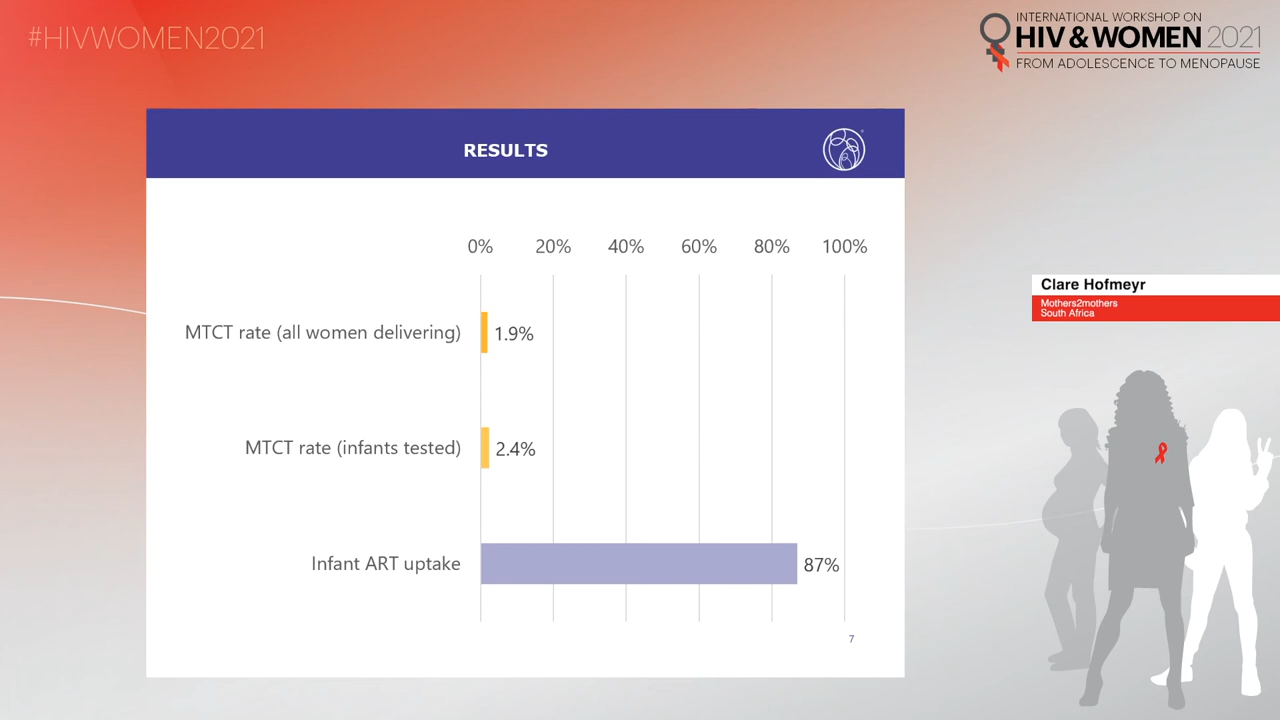 #HIVWOMEN2021
INTERNATIONAL WORKSHOP ON
HIV & WOMEN 2021
FROM ADOLESCENCE TO MENOPAUSE
RESULTS
0% 20% 40% 60% 80% 100%
MTCT rate (all women delivering) 1.9%
MTCT rate (infants tested) 2.4%
Infant ART uptake 87%
7
Clare Hofmeyr
Mothers2mothers
South Africa